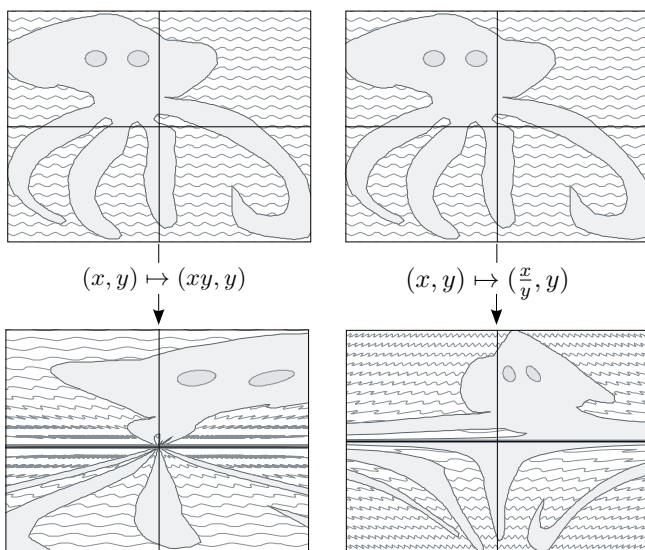 (x, y) ↦ (xy, y)
(x, y) ↦ (x/y, y)